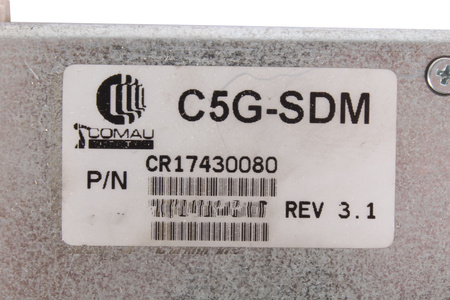 C5G-SDM
COMAU
CR17430080
P/N
REV 3.1